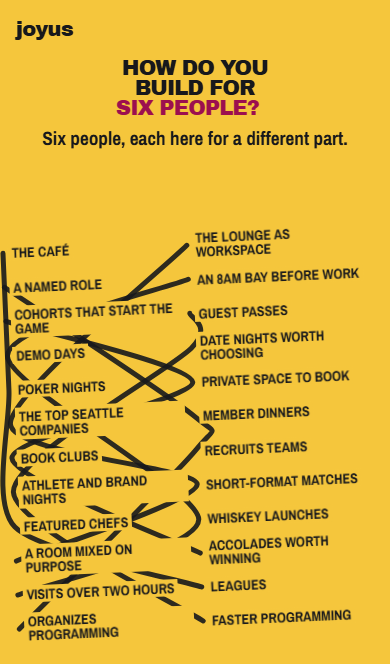 joyus
HOW DO YOU
BUILD FOR
SIX PEOPLE?
Six people, each here for a different part.
THE CAFÉ
A NAMED ROLE
COHORTS THAT START THE
GAME
DEMO DAYS
POKER NIGHTS
THE TOP SEATTLE
COMPANIES
BOOK CLUBS
ATHLETE AND BRAND
NIGHTS
FEATURED CHEFS
A ROOM MIXED ON
PURPOSE
VISITS OVER TWO HOURS
ORGANIZES
PROGRAMMING
THE LOUNGE AS
WORKSPACE
AN 8AM BAY BEFORE WORK
GUEST PASSES
DATE NIGHTS WORTH
CHOOSING
PRIVATE SPACE TO BOOK
MEMBER DINNERS
RECRUITS TEAMS
SHORT-FORMAT MATCHES
WHISKEY LAUNCHES
ACCOLADES WORTH
WINNING
LEAGUES
FASTER PROGRAMMING